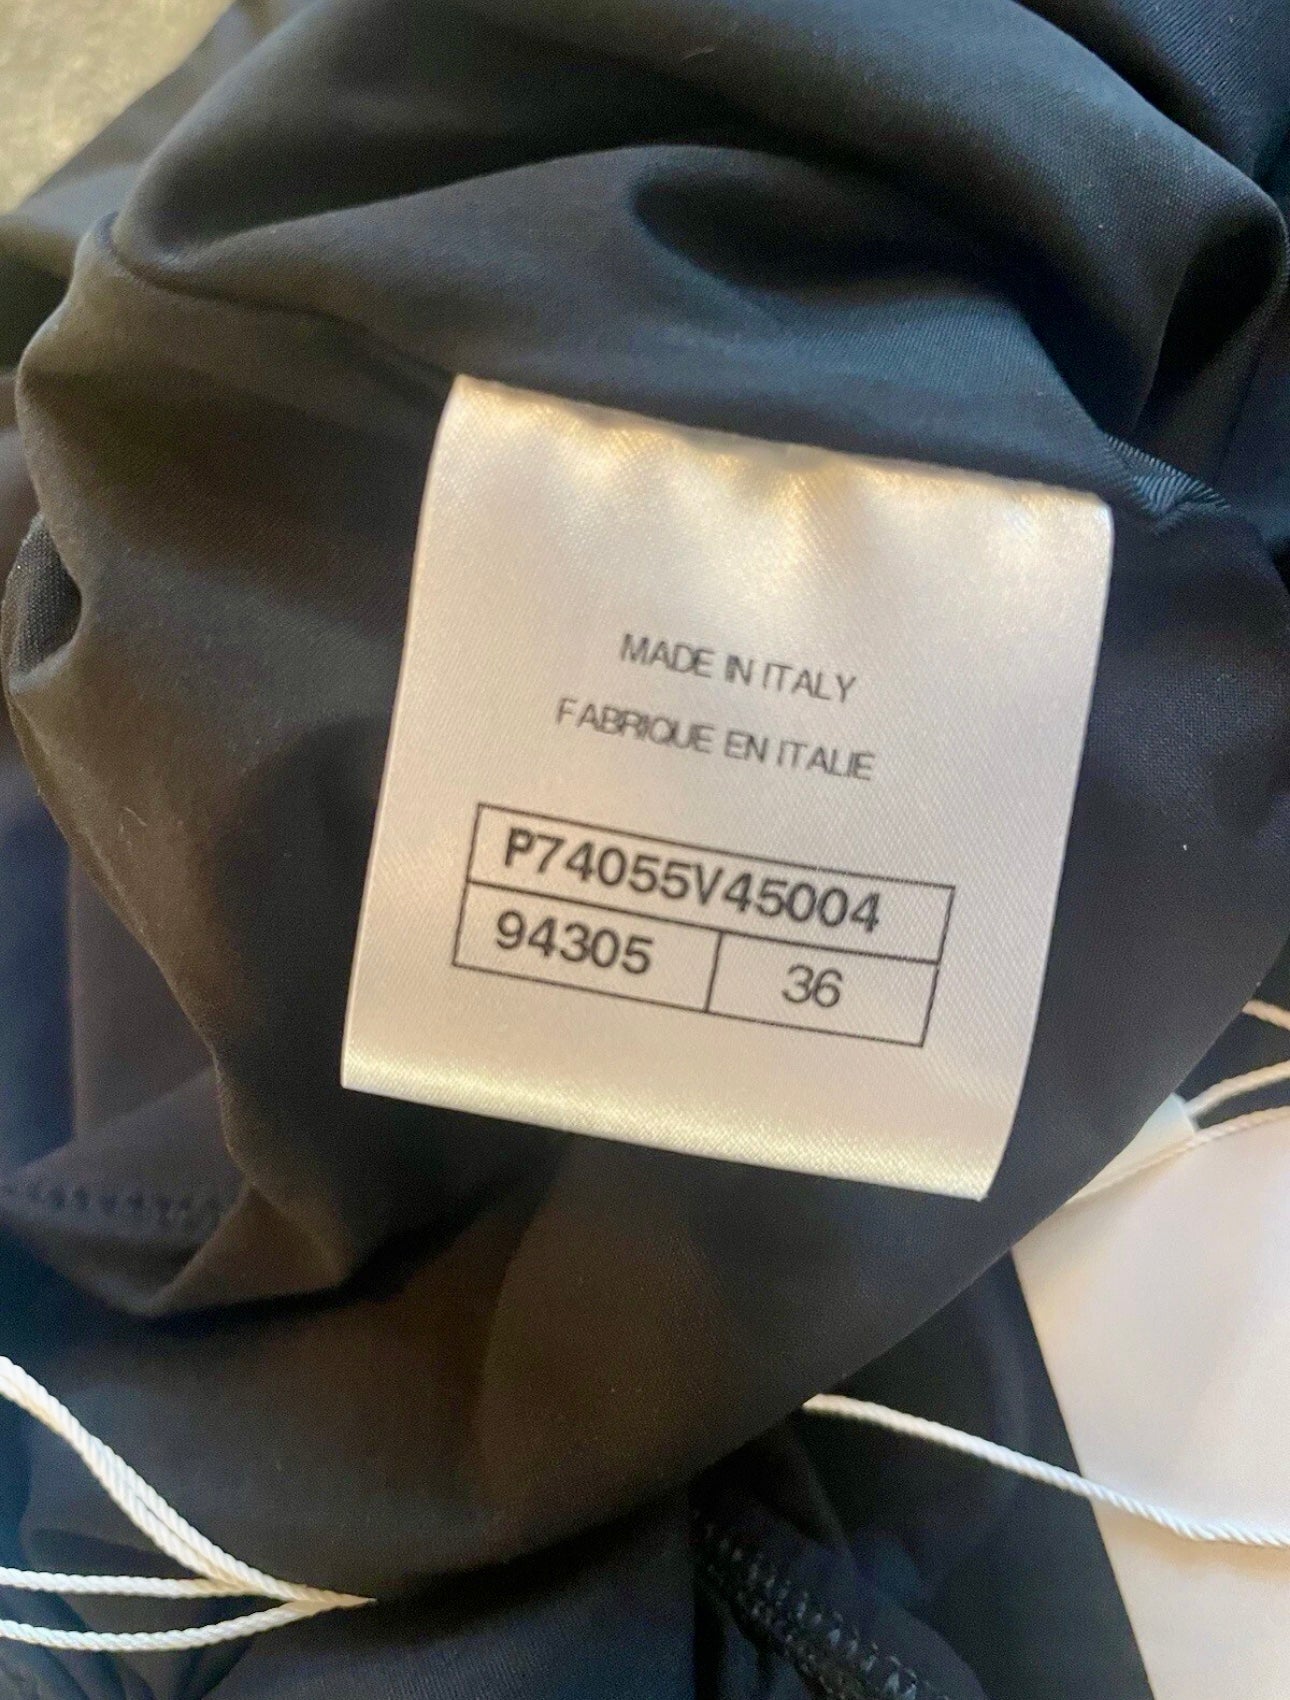 MADE IN ITALY
FABRIQUE EN ITALIE
P74055V45004
94305 36